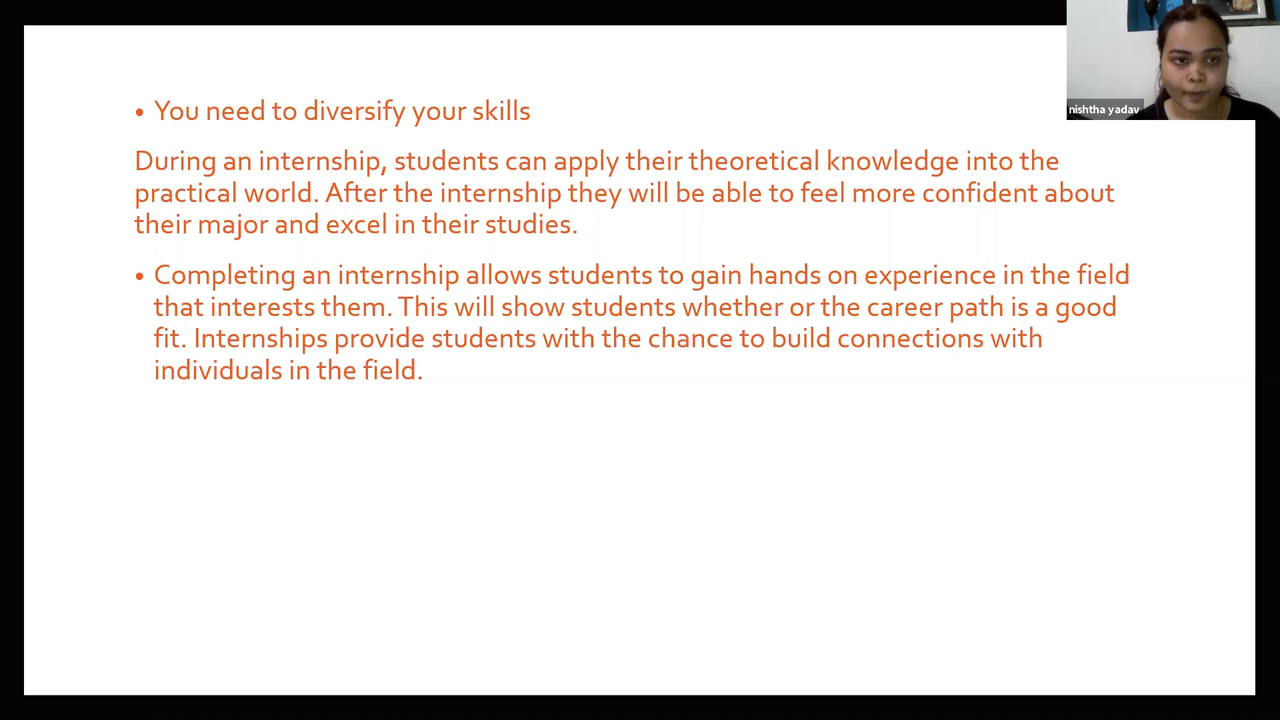 • You need to diversify your skills
During an internship, students can apply their theoretical knowledge into the
practical world. After the internship they will be able to feel more confident about
their major and excel in their studies.
• Completing an internship allows students to gain hands on experience in the field
that interests them. This will show students whether or the career path is a good
fit. Internships provide students with the chance to build connections with
individuals in the field.
nishtha yadav